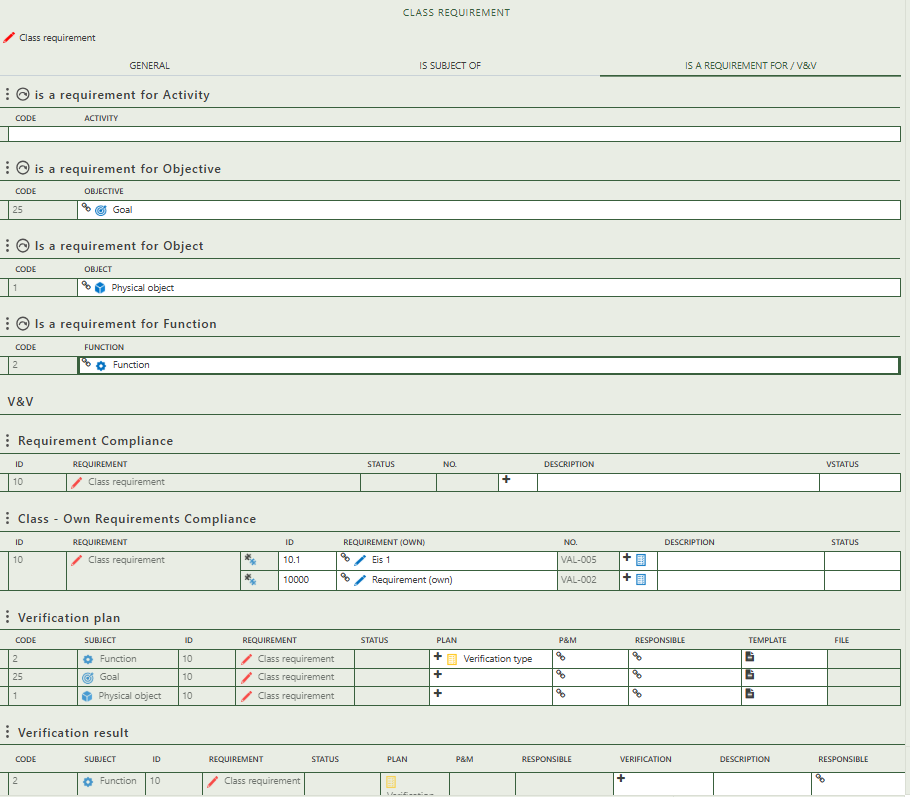 CLASS REQUIREMENT
Class requirement
GENERAL IS SUBJECT OF IS A REQUIREMENT FOR / V&V
is a requirement for Activity
CODE ACTIVITY
is a requirement for Objective
CODE OBJECTIVE
25 Goal
Is a requirement for Object
CODE OBJECT
1 Physical object
Is a requirement for Function
CODE FUNCTION
2 Function
V&V
Requirement Compliance
ID REQUIREMENT STATUS NO. DESCRIPTION VSTATUS
10 Class requirement
Class - Own Requirements Compliance
ID REQUIREMENT ID REQUIREMENT (OWN) NO. DESCRIPTION STATUS
10 Class requirement 10.1 Eis 1 VAL-005
10000 Requirement (own) VAL-002
Verification plan
CODE SUBJECT ID REQUIREMENT STATUS PLAN P&M RESPONSIBLE TEMPLATE FILE
2 Function 10 Class requirement Verification type
25 Goal 10 Class requirement
1 Physical object 10 Class requirement
Verification result
CODE SUBJECT ID REQUIREMENT STATUS PLAN P&M RESPONSIBLE VERIFICATION DESCRIPTION RESPONSIBLE
2 Function 10 Class requirement
Verification